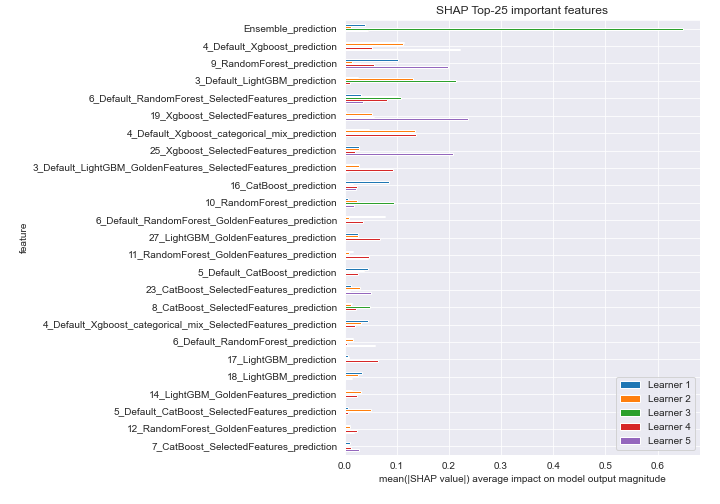 SHAP Top-25 important features
Ensemble_prediction
4_Default_Xgboost_prediction
9_RandomForest_prediction
3_Default_LightGBM_prediction
6_Default_RandomForest_SelectedFeatures_prediction
19_Xgboost_SelectedFeatures_prediction
4_Default_Xgboost_categorical_mix_prediction
25_Xgboost_SelectedFeatures_prediction
3_Default_LightGBM_GoldenFeatures_SelectedFeatures_prediction
16_CatBoost_prediction
10_RandomForest_prediction
6_Default_RandomForest_GoldenFeatures_prediction
27_LightGBM_GoldenFeatures_prediction
11_RandomForest_GoldenFeatures_prediction
5_Default_CatBoost_prediction
23_CatBoost_SelectedFeatures_prediction
8_CatBoost_SelectedFeatures_prediction
4_Default_Xgboost_categorical_mix_SelectedFeatures_prediction
6_Default_RandomForest_prediction
17_LightGBM_prediction
18_LightGBM_prediction
14_LightGBM_GoldenFeatures_prediction
5_Default_CatBoost_SelectedFeatures_prediction
12_RandomForest_GoldenFeatures_prediction
7_CatBoost_SelectedFeatures_prediction
feature
Learner 1
Learner 2
Learner 3
Learner 4
Learner 5
0.0 0.1 0.2 0.3 0.4 0.5 0.6
mean(|SHAP value|) average impact on model output magnitude